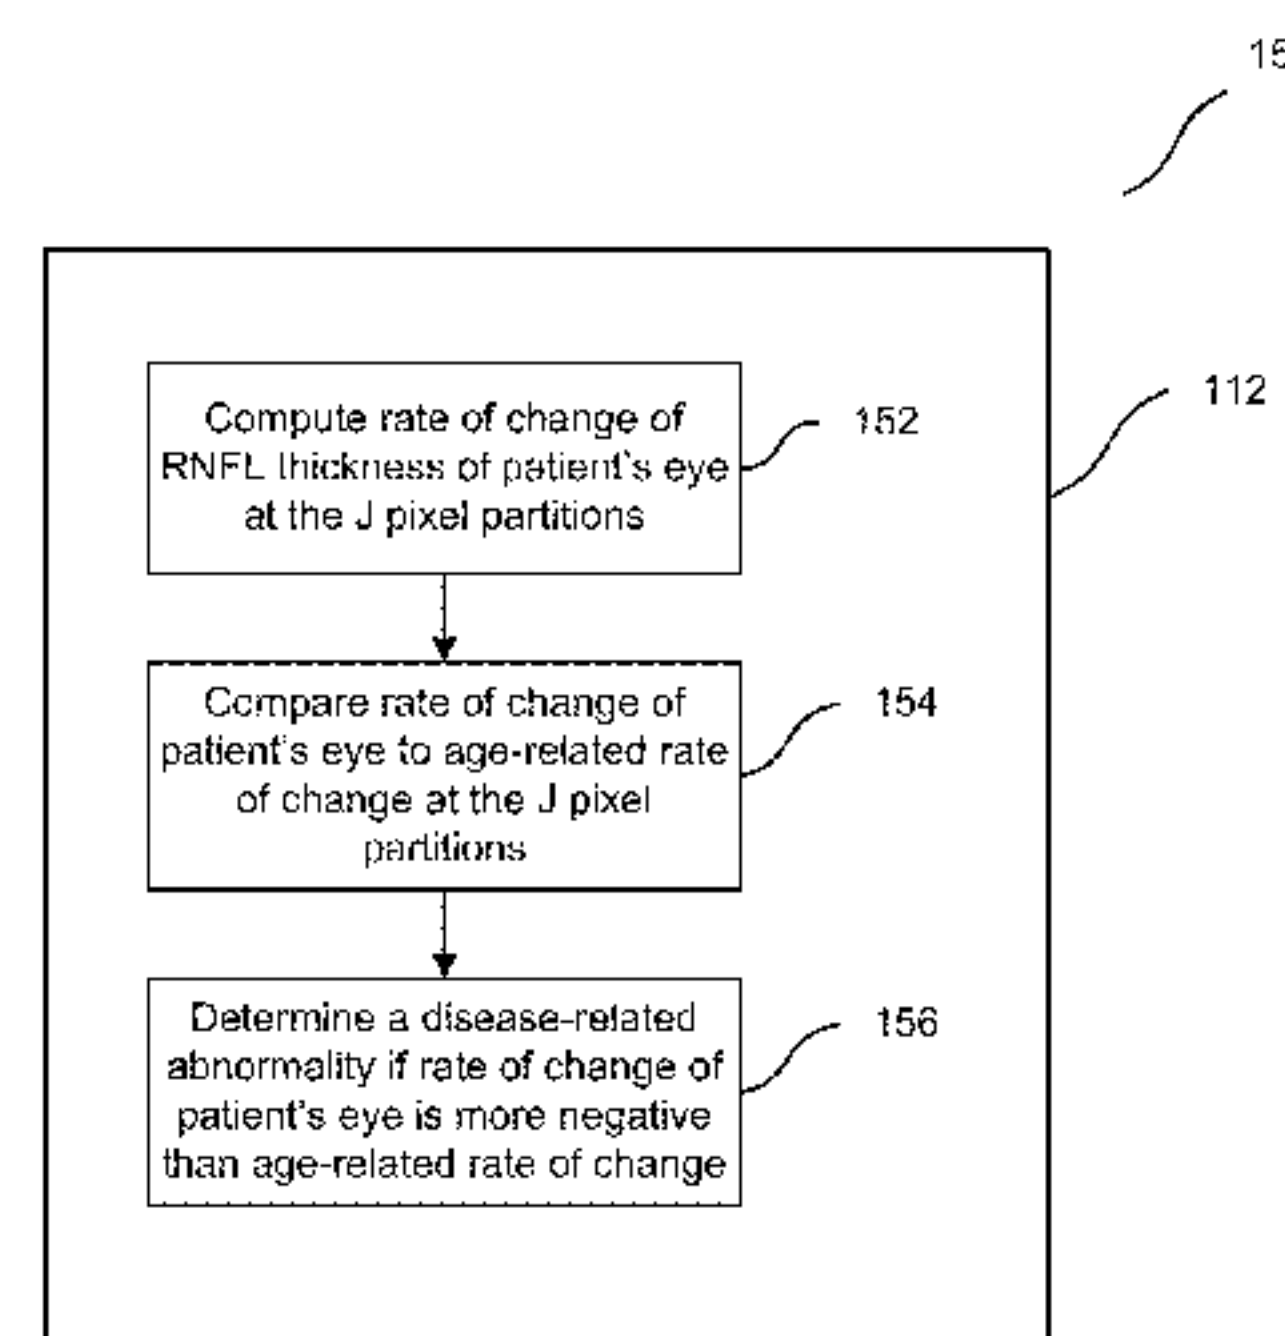 112
Compute rate of change of
RNFL thickness of patient's eye
at the J pixel partitions
152
Compare rate of change of
patient's eye to age-related rate
of change at the J pixel
partitions
154
Determine a disease-related
abnormality if rate of change of
patient's eye is more negative
than age-related rate of change
156